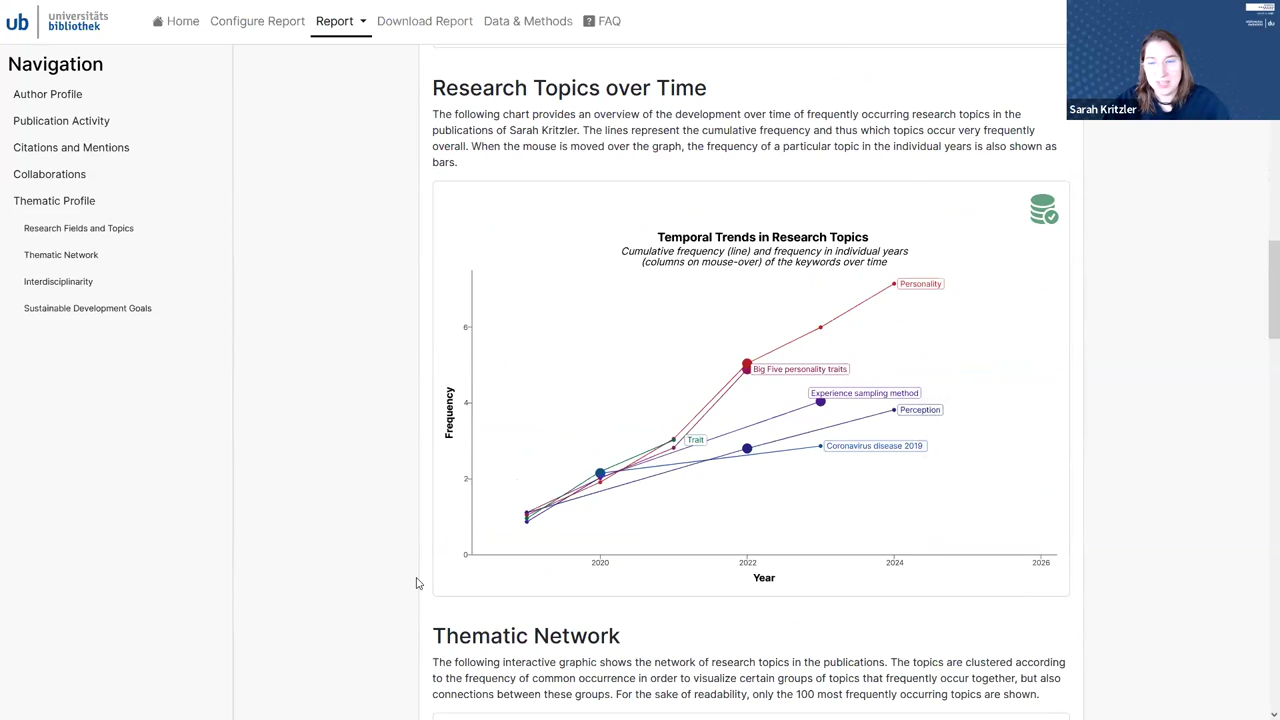 ub universitäts bibliothek
Home Configure Report Report Download Report Data & Methods ? FAQ
Navigation
Author Profile
Publication Activity
Citations and Mentions
Collaborations
Thematic Profile
Research Fields and Topics
Thematic Network
Interdisciplinarity
Sustainable Development Goals
Sarah Kritzler
Research Topics over Time
The following chart provides an overview of the development over time of frequently occurring research topics in the
publications of Sarah Kritzler. The lines represent the cumulative frequency and thus which topics occur very frequently
overall. When the mouse is moved over the graph, the frequency of a particular topic in the individual years is also shown as
bars.
Temporal Trends in Research Topics
Cumulative frequency (line) and frequency in individual years
(columns on mouse-over) of the keywords over time
Personality
6
Big Five personality traits
Experience sampling method
4
Perception
Frequency
Trait
Coronavirus disease 2019
2
0
2020 2022 2024 2026
Year
Thematic Network
The following interactive graphic shows the network of research topics in the publications. The topics are clustered according
to the frequency of common occurrence in order to visualize certain groups of topics that frequently occur together, but also
connections between these groups. For the sake of readability, only the 100 most frequently occurring topics are shown.